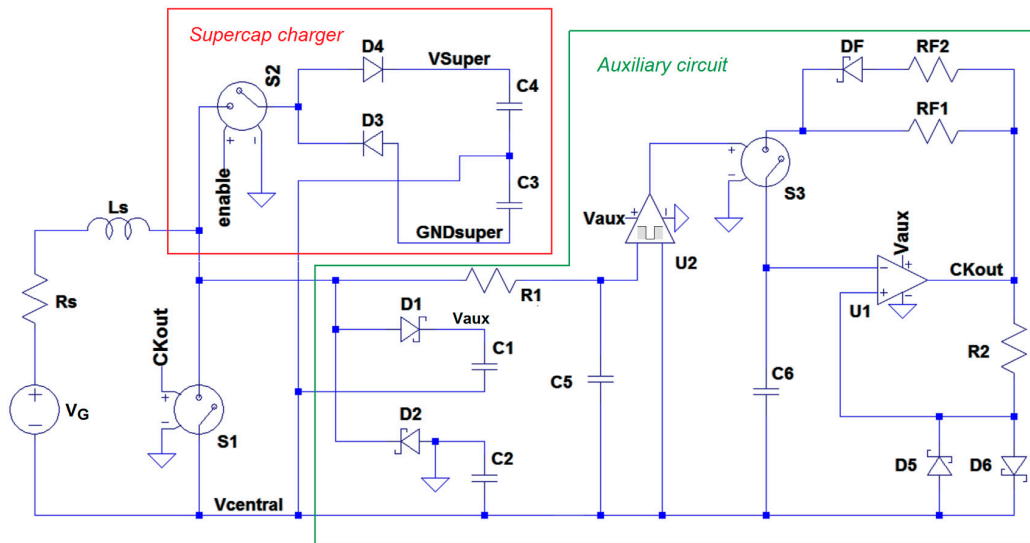 Supercap charger
Auxiliary circuit
D4
VSuper
S2
C4
D3
C3
GNDsuper
+
-
enable
DF
RF2
RF1
+
-
S3
Vaux
+
-
U2
Ls
Rs
+
-
VG
CKout
+
-
S1
R1
D1
Vaux
C1
D2
C2
C5
C6
Vaux
-
+
+
-
U1
CKout
R2
D5
D6
Vcentral